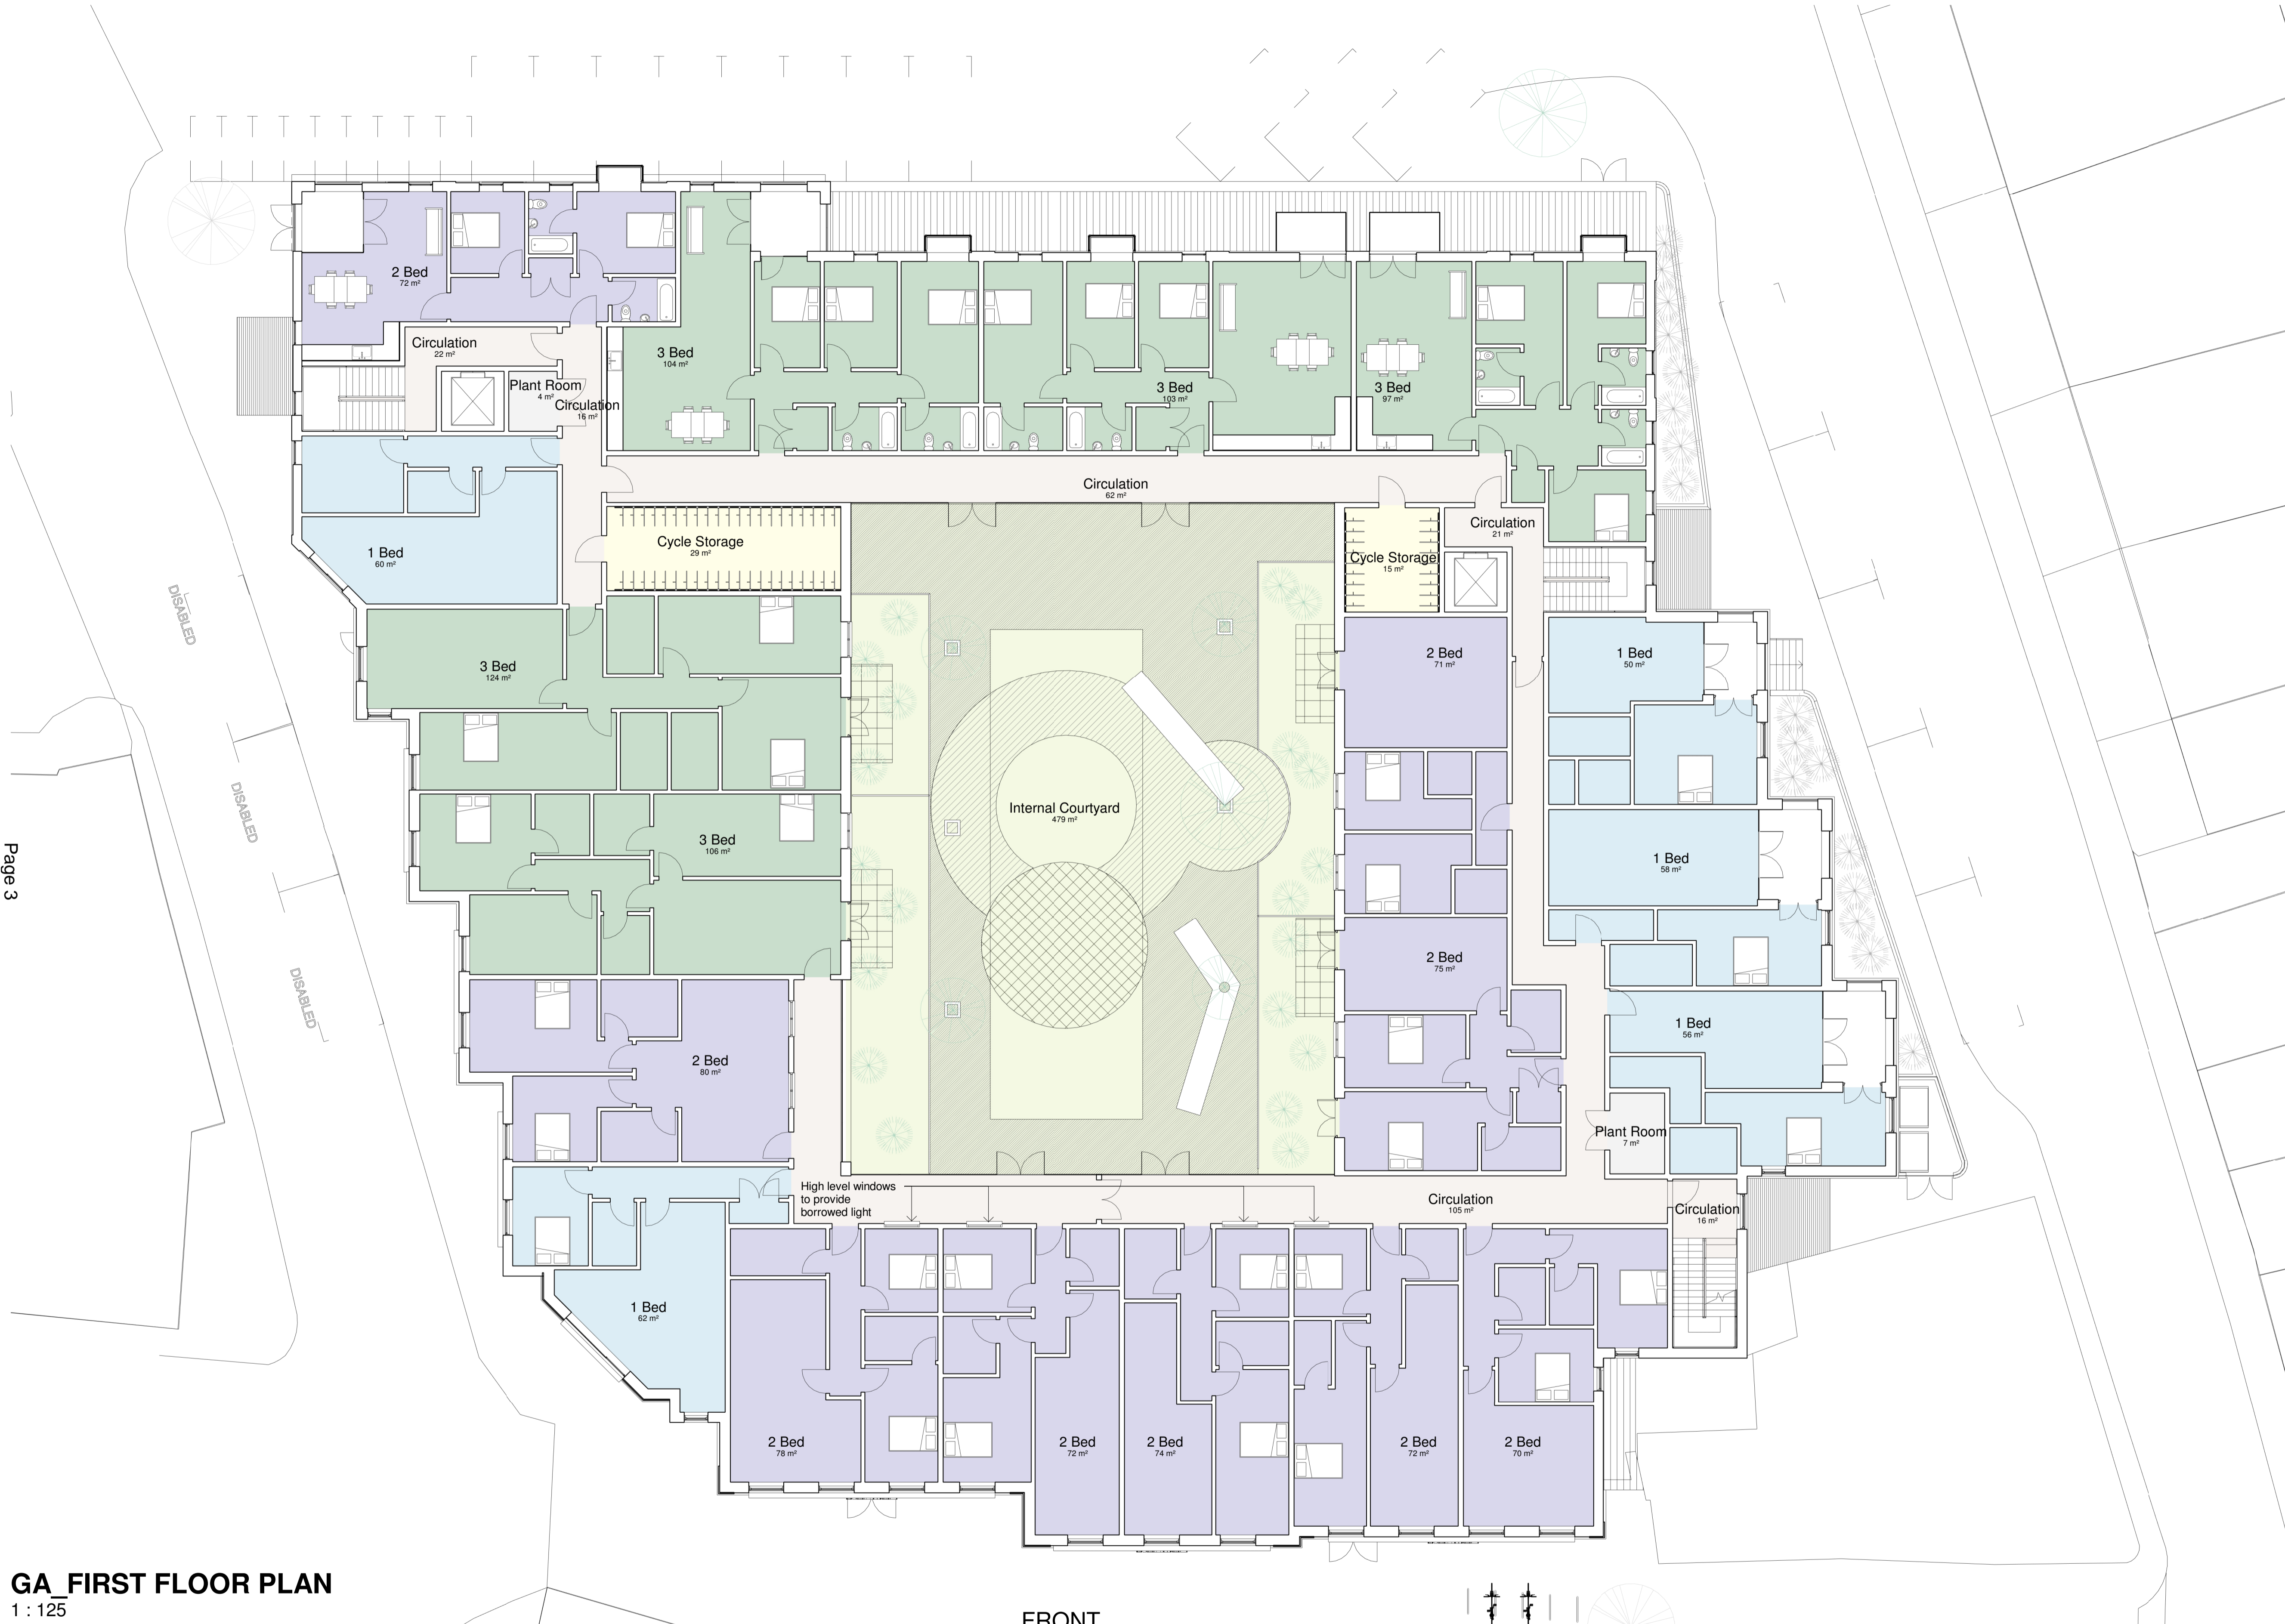 2 Bed
72 m²
Circulation
22 m²
Plant Room
4 m²
Circulation
16 m²
3 Bed
104 m²
3 Bed
103 m²
3 Bed
97 m²
Circulation
62 m²
1 Bed
60 m²
Cycle Storage
29 m²
Cycle Storage
15 m²
Circulation
21 m²
DISABLED
3 Bed
124 m²
2 Bed
71 m²
1 Bed
50 m²
DISABLED
Internal Courtyard
479 m²
3 Bed
106 m²
1 Bed
58 m²
Page 3
DISABLED
2 Bed
75 m²
2 Bed
80 m²
1 Bed
56 m²
Plant Room
7 m²
High level windows
to provide
borrowed light
Circulation
105 m²
Circulation
16 m²
1 Bed
62 m²
2 Bed
78 m²
2 Bed
72 m²
2 Bed
74 m²
2 Bed
72 m²
2 Bed
70 m²
GA_FIRST FLOOR PLAN
1 : 125
FRONT